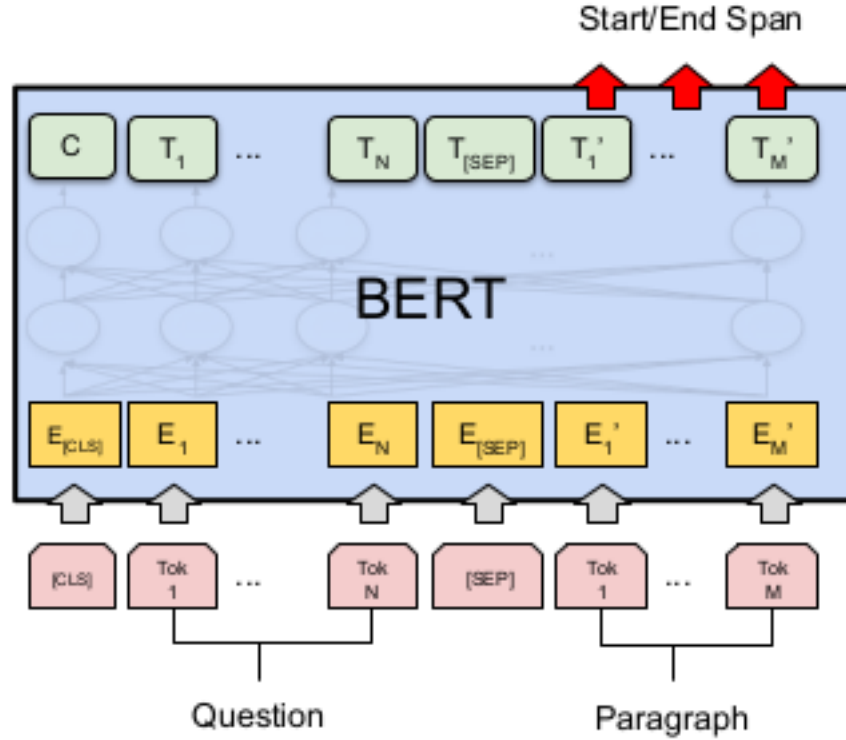 Start/End Span
C T1 ... TN T[SEP] T1' ... TM'
...
BERT
...
E[CLS] E1 ... EN E[SEP] E1' ... EM'
[CLS] Tok 1 ... Tok N [SEP] Tok 1 ... Tok M
Question Paragraph